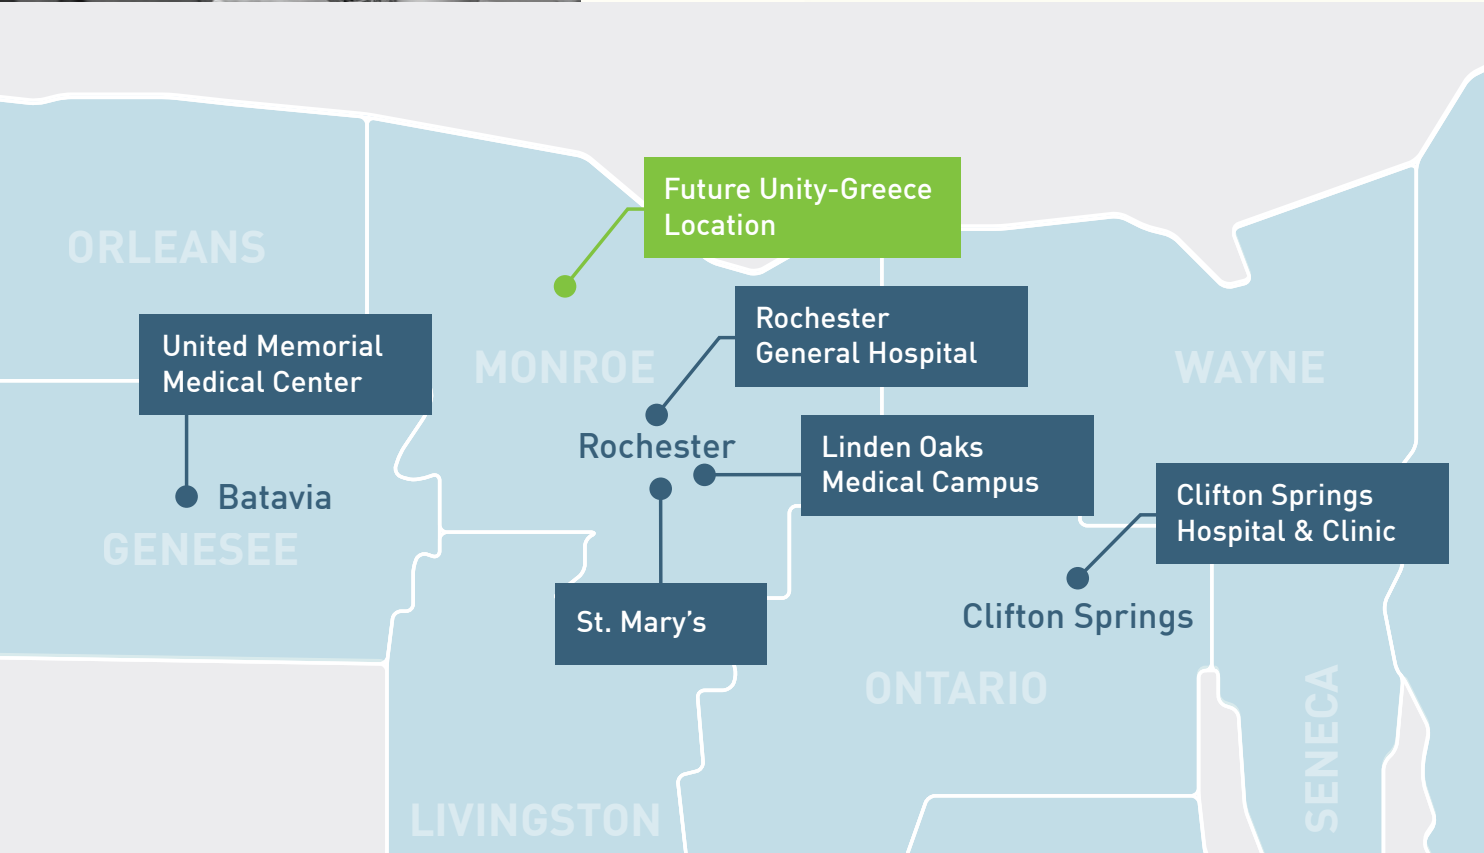 Future Unity-Greece
Location
ORLEANS
Rochester
General Hospital
United Memorial
Medical Center
MONROE
WAYNE
Rochester
Linden Oaks
Medical Campus
Clifton Springs
Hospital & Clinic
Batavia
GENESEE
St. Mary’s
Clifton Springs
ONTARIO
SENECA
LIVINGSTON